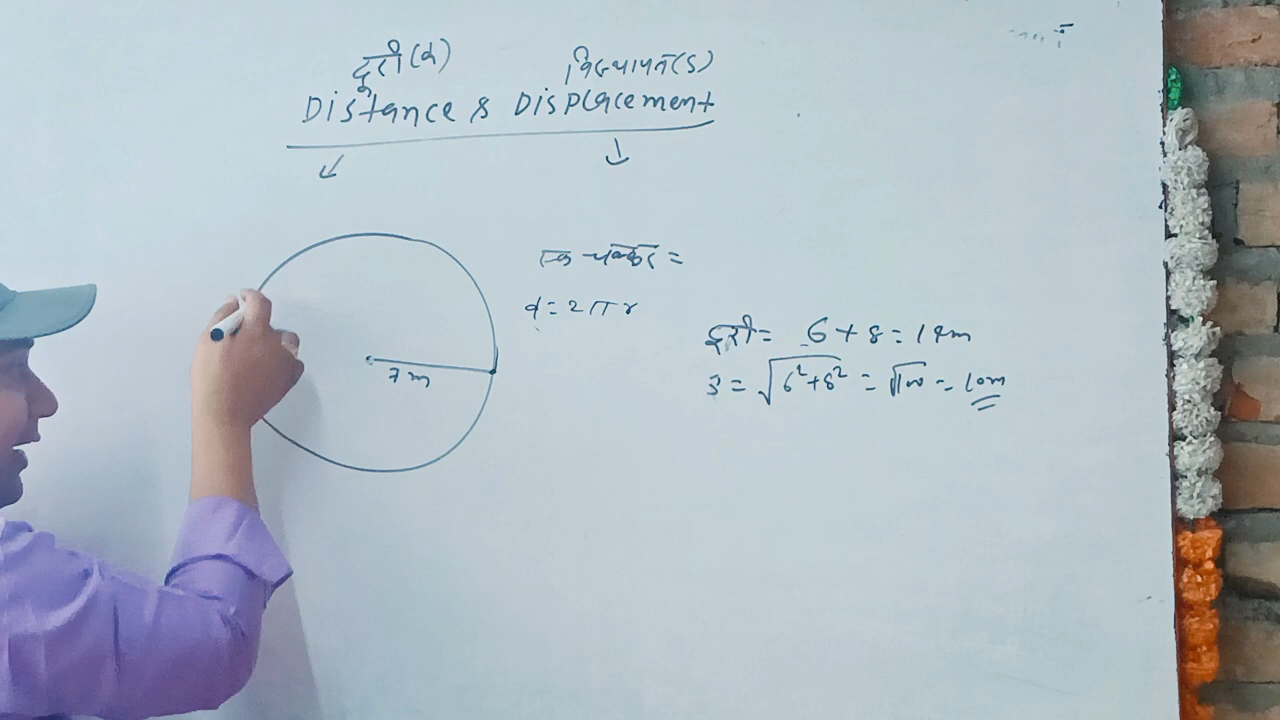 दूरी(d) विस्थापन(s)
Distance & Displacement
एक चक्कर =
d = 2πr
7m
दूरी = 6 + 8 = 14m
s = √6²+8² = √100 = 10m